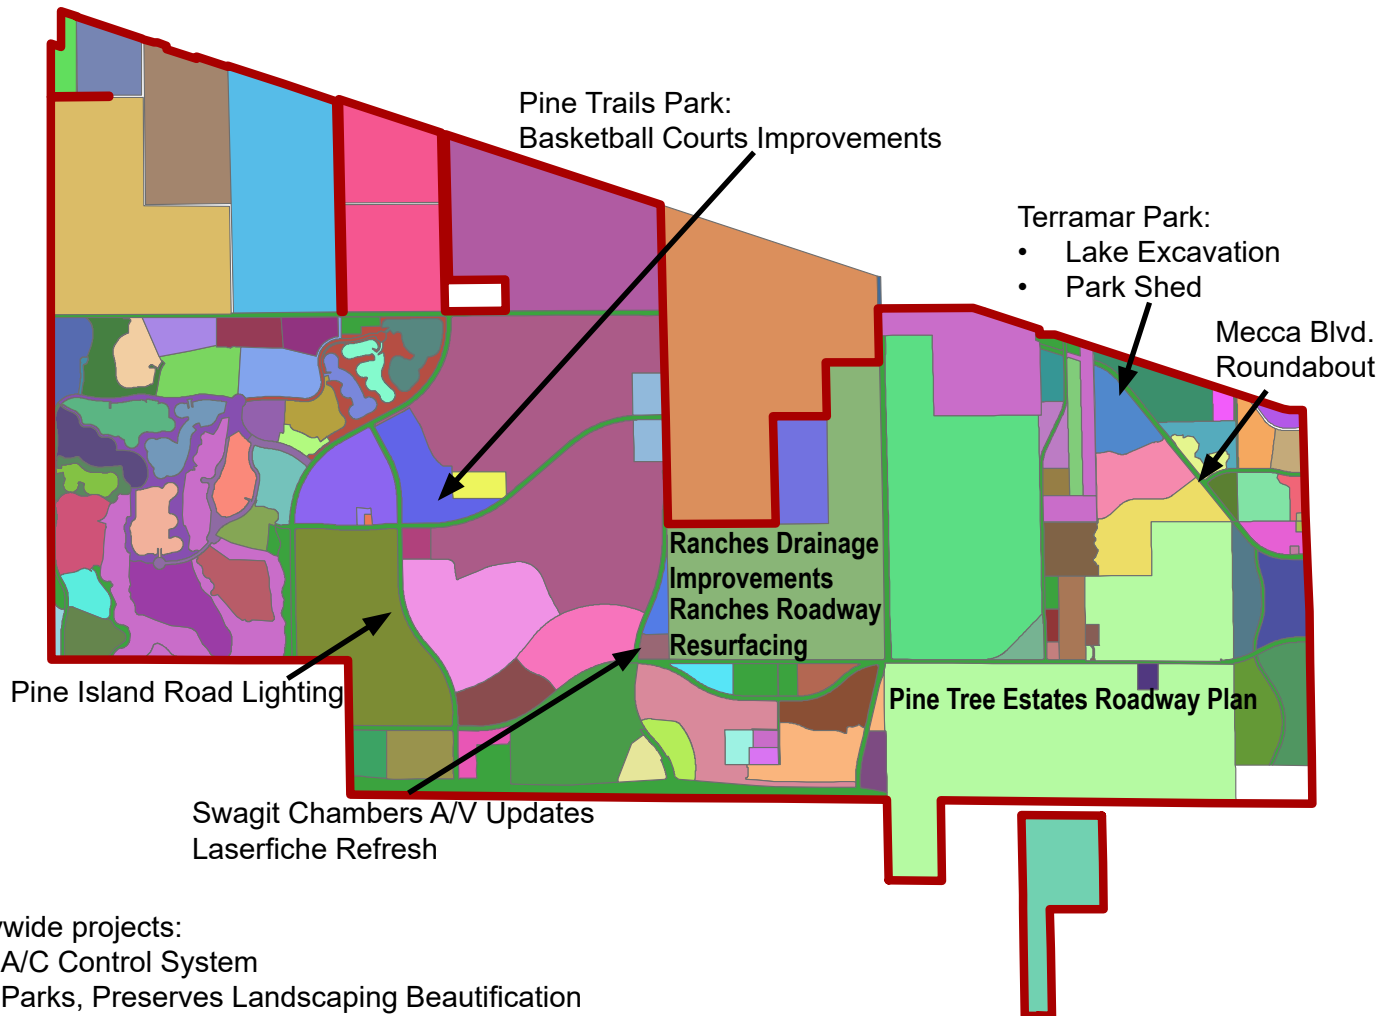 Pine Trails Park:
Basketball Courts Improvements
Terramar Park:
• Lake Excavation
• Park Shed
Mecca Blvd.
Roundabout
Ranches Drainage
Improvements
Ranches Roadway
Resurfacing
Pine Island Road Lighting
Pine Tree Estates Roadway Plan
Swagit Chambers A/V Updates
Laserfiche Refresh
wide projects:
A/C Control System
Parks, Preserves Landscaping Beautification